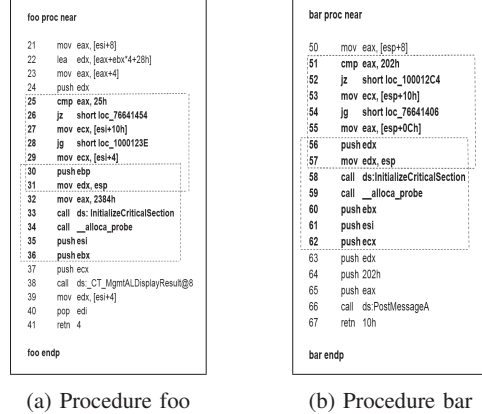 foo proc near
21 mov eax, [esi+8]
22 lea edx, [eax+ebx*4+28h]
23 mov eax, [eax+4]
24 push edx
25 cmp eax, 25h
26 jz short loc_76641454
27 mov ecx, [esi+10h]
28 jg short loc_1000123E
29 mov ecx, [esi+4]
30 push ebp
31 mov edx, esp
32 mov eax, 2384h
33 call ds: InitializeCriticalSection
34 call __alloca_probe
35 push esi
36 push ebx
37 push ecx
38 call ds:_CT_MgmtALDisplayResult@8
39 mov edx, [esi+4]
40 pop edi
41 retn 4
foo endp
(a) Procedure foo
bar proc near
50 mov eax, [esp+8]
51 cmp eax, 202h
52 jz short loc_100012C4
53 mov ecx, [esp+10h]
54 jg short loc_76641406
55 mov eax, [esp+0Ch]
56 push edx
57 mov edx, esp
58 call ds:InitializeCriticalSection
59 call __alloca_probe
60 push ebx
61 push esi
62 push ecx
63 push edx
64 push 202h
65 push eax
66 call ds:PostMessageA
67 retn 10h
bar endp
(b) Procedure bar